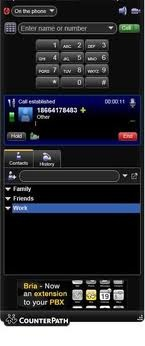 On the phone
Enter name or number
Call
1 ABC 2 DEF 3
GHI 4 JKL 5 MNO 6
PQRS 7 TUV 8 WXYZ 9
* 0 #
Call established 00:00:11
18664178483
Other
Hold End
Contacts History
Family
Friends
Work
Bria - Now
an extension
to your PBX
COUNTERPATH